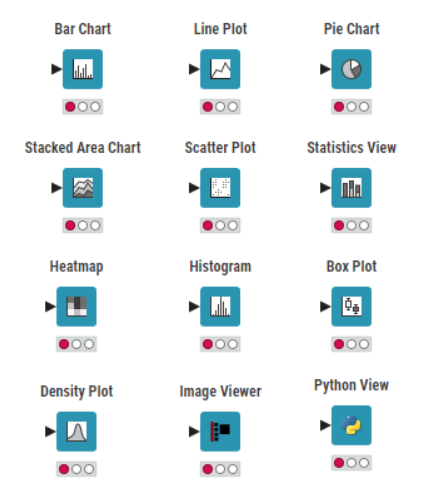 Bar Chart
Line Plot
Pie Chart
Stacked Area Chart
Scatter Plot
Statistics View
Heatmap
Histogram
Box Plot
Density Plot
Image Viewer
Python View